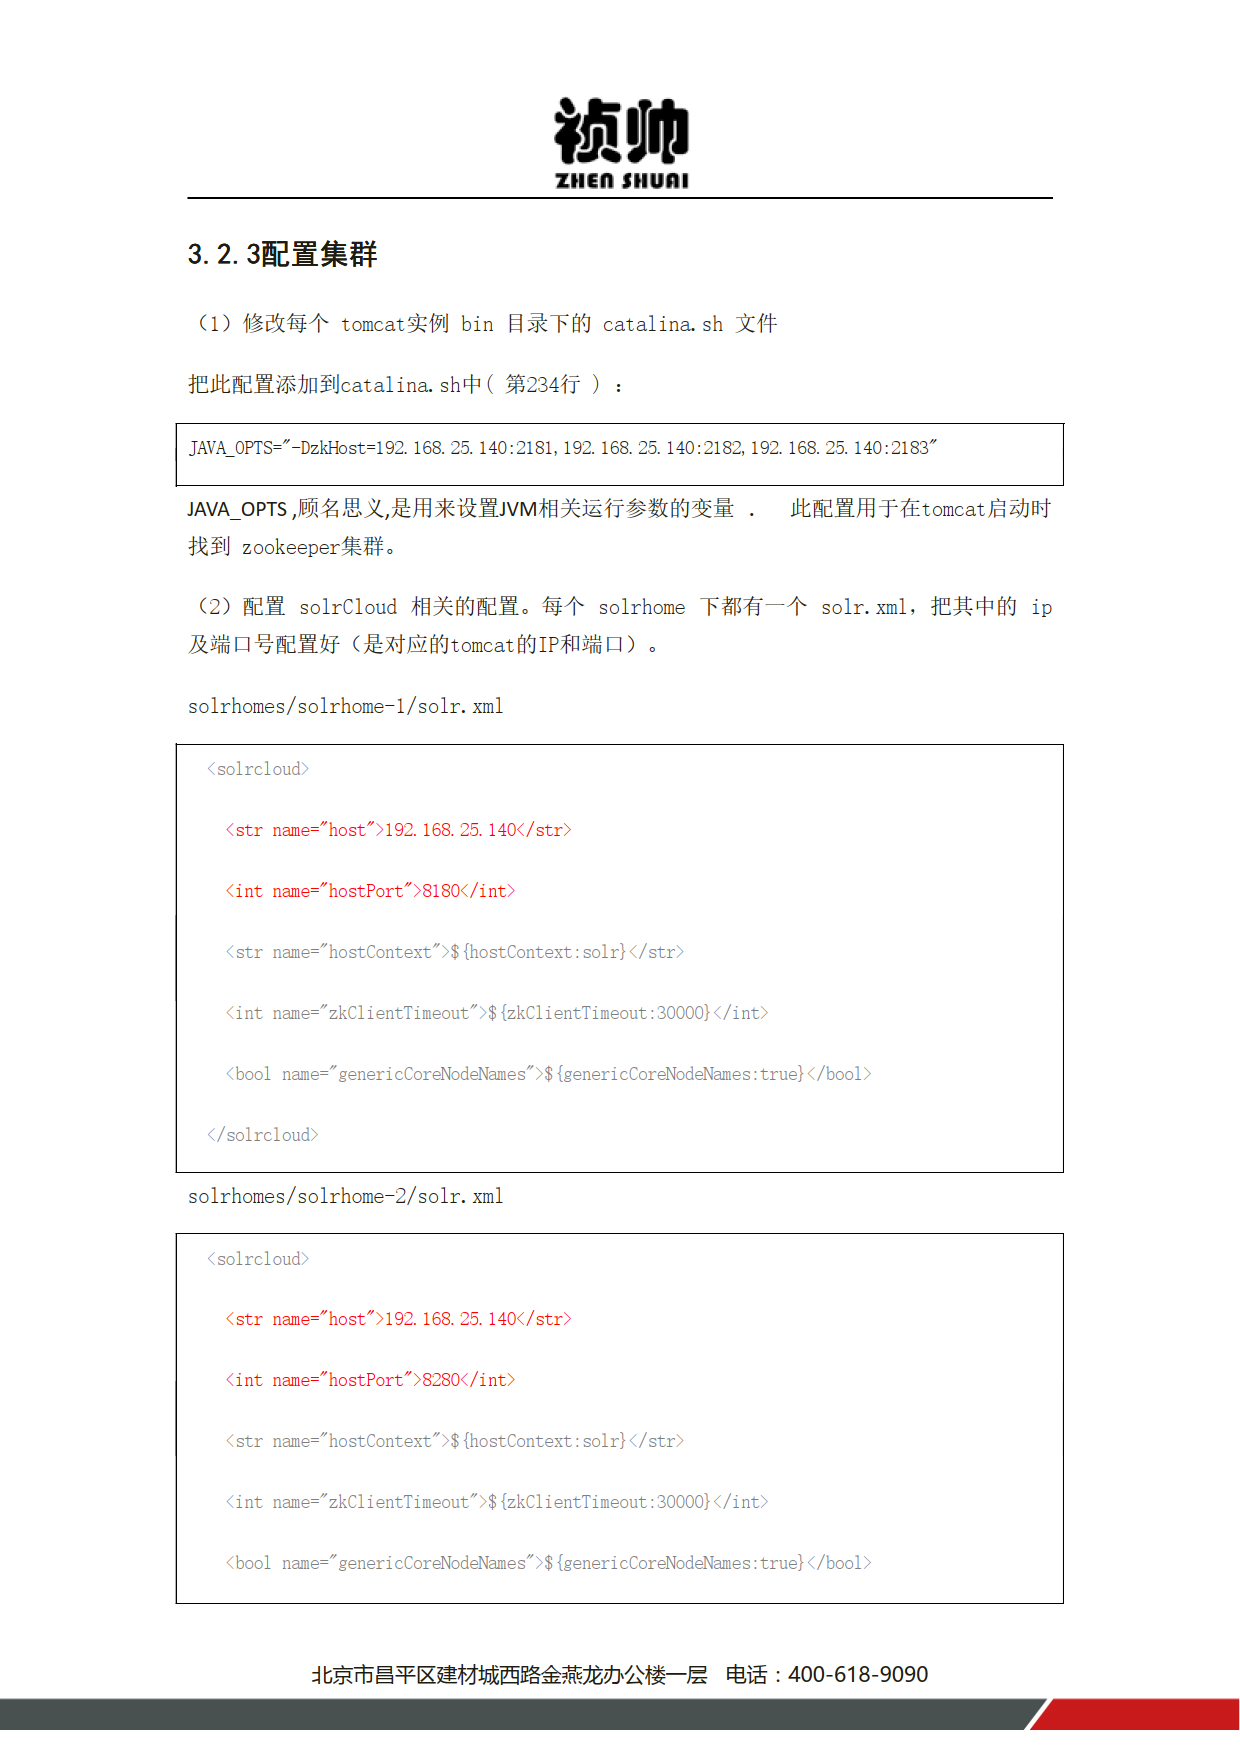 祯帅
ZHEN SHUAI
3.2.3配置集群
（1）修改每个 tomcat实例 bin 目录下的 catalina.sh 文件
把此配置添加到catalina.sh中( 第234行 ) ：
JAVA_OPTS="-DzkHost=192.168.25.140:2181,192.168.25.140:2182,192.168.25.140:2183"
JAVA_OPTS ,顾名思义,是用来设置JVM相关运行参数的变量 . 此配置用于在tomcat启动时
找到 zookeeper集群。
（2）配置 solrCloud 相关的配置。每个 solrhome 下都有一个 solr.xml，把其中的 ip
及端口号配置好（是对应的tomcat的IP和端口）。
solrhomes/solrhome-1/solr.xml
<solrcloud>
<str name="host">192.168.25.140</str>
<int name="hostPort">8180</int>
<str name="hostContext">${hostContext:solr}</str>
<int name="zkClientTimeout">${zkClientTimeout:30000}</int>
<bool name="genericCoreNodeNames">${genericCoreNodeNames:true}</bool>
</solrcloud>
solrhomes/solrhome-2/solr.xml
<solrcloud>
<str name="host">192.168.25.140</str>
<int name="hostPort">8280</int>
<str name="hostContext">${hostContext:solr}</str>
<int name="zkClientTimeout">${zkClientTimeout:30000}</int>
<bool name="genericCoreNodeNames">${genericCoreNodeNames:true}</bool>
北京市昌平区建材城西路金燕龙办公楼一层 电话：400-618-9090